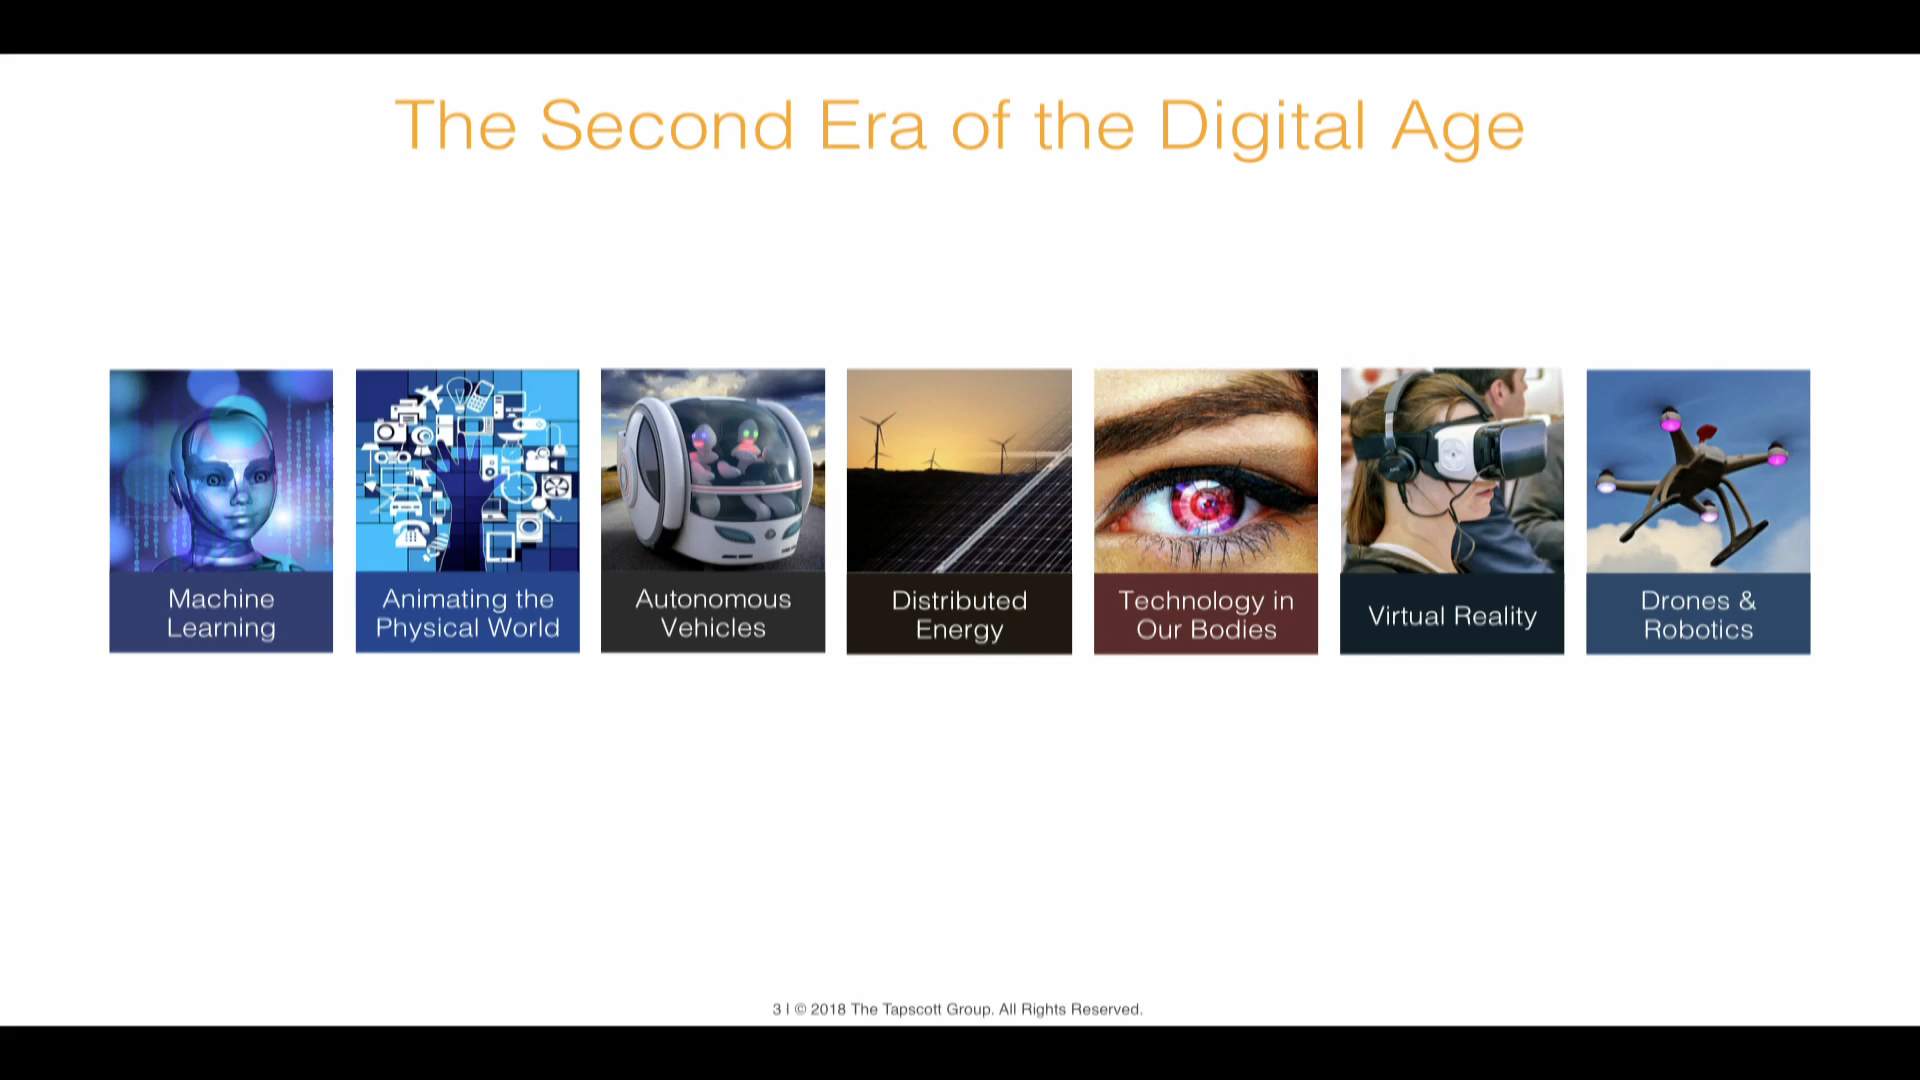 The Second Era of the Digital Age
Machine
Learning
Animating the
Physical World
Autonomous
Vehicles
Distributed
Energy
Technology in
Our Bodies
Virtual Reality
Drones &
Robotics
3 | © 2018 The Tapscott Group. All Rights Reserved.